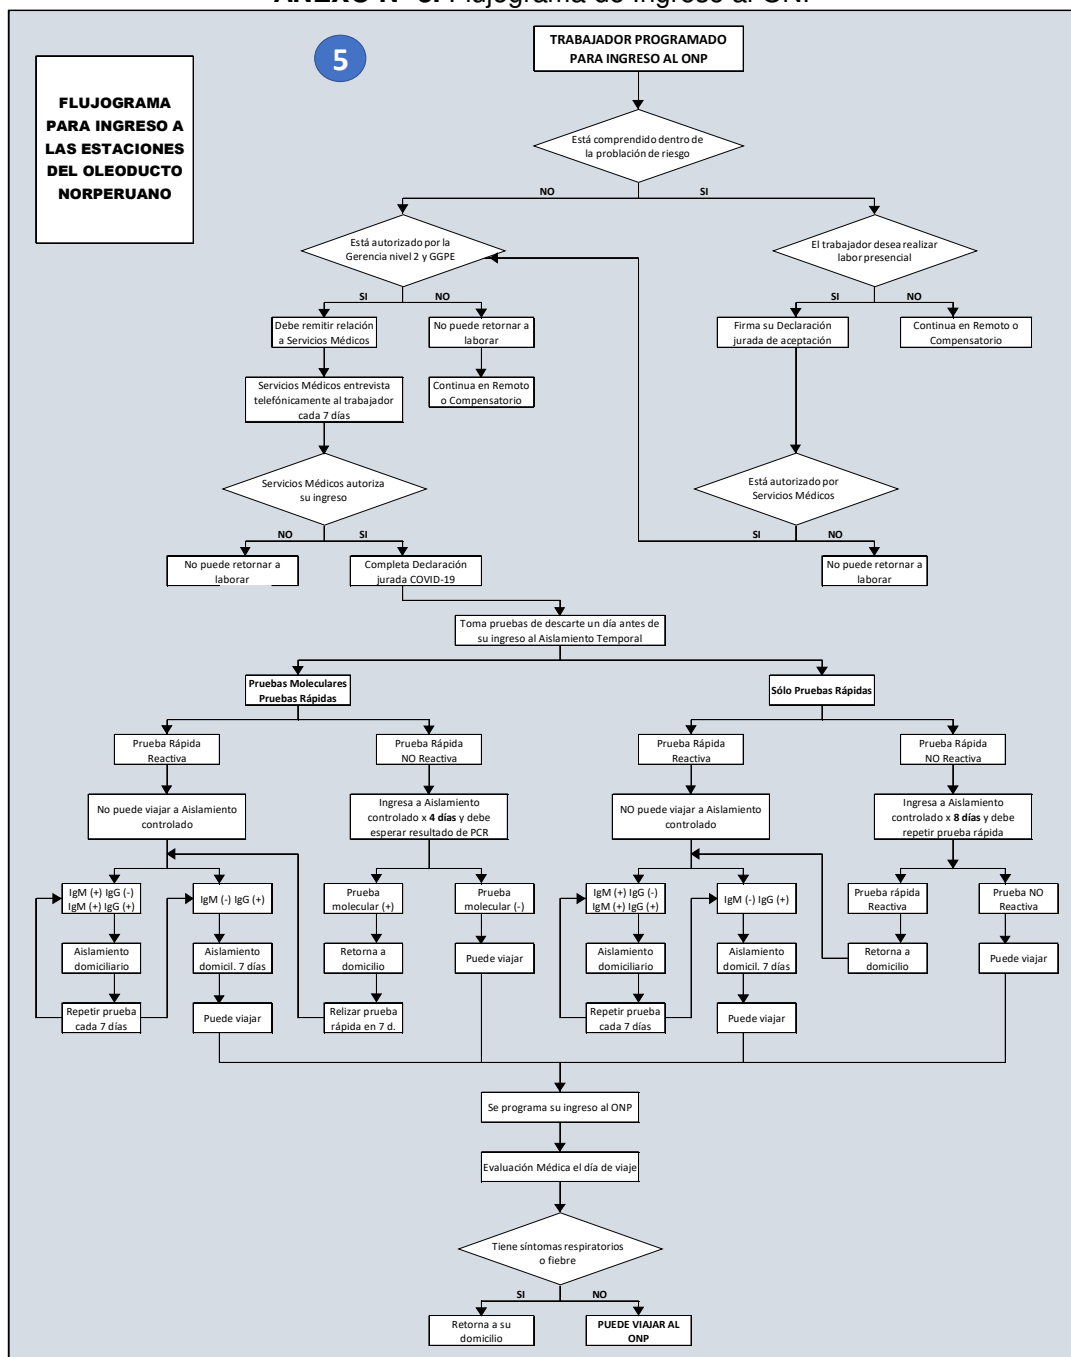 ANEXO N° 3. Flujograma de Ingreso al ONP
5
FLUJOGRAMA
PARA INGRESO A
LAS ESTACIONES
DEL OLEODUCTO
NORPERUANO
TRABAJADOR PROGRAMADO
PARA INGRESO AL ONP
Está comprendido dentro de
la problación de riesgo
NO
SI
Está autorizado por la
Gerencia nivel 2 y GGPE
El trabajador desea realizar
labor presencial
SI
NO
SI
NO
Debe remitir relación
a Servicios Médicos
No puede retornar a
laborar
Firma su Declaración
jurada de aceptación
Continua en Remoto o
Compensatorio
Servicios Médicos entrevista
telefónicamente al trabajador
cada 7 días
Continua en Remoto
o Compensatorio
Servicios Médicos autoriza
su ingreso
Está autorizado por
Servicios Médicos
NO
SI
SI
NO
No puede retornar a
laborar
Completa Declaración
jurada COVID-19
No puede retornar a
laborar
Toma pruebas de descarte un día antes de
su ingreso al Aislamiento Temporal
Pruebas Moleculares
Pruebas Rápidas
Sólo Pruebas Rápidas
Prueba Rápida
Reactiva
Prueba Rápida
NO Reactiva
Prueba Rápida
Reactiva
Prueba Rápida
NO Reactiva
No puede viajar a Aislamiento
controlado
Ingresa a Aislamiento
controlado x 4 días y debe
esperar resultado de PCR
NO puede viajar a Aislamiento
controlado
Ingresa a Aislamiento
controlado x 8 días y debe
repetir prueba rápida
IgM (+) IgG (-)
IgM (+) IgG (+)
IgM (-) IgG (+)
Prueba
molecular (+)
Prueba
molecular (-)
IgM (+) IgG (-)
IgM (+) IgG (+)
IgM (-) IgG (+)
Prueba rápida
Reactiva
Prueba NO
Reactiva
Aislamiento
domiciliario
Aislamiento
domicil. 7 días
Retorna a
domicilio
Puede viajar
Aislamiento
domiciliario
Aislamiento
domicil. 7 días
Retorna a
domicilio
Puede viajar
Repetir prueba
cada 7 días
Puede viajar
Relizar prueba
rápida en 7 d.
Repetir prueba
cada 7 días
Puede viajar
Se programa su ingreso al ONP
Evaluación Médica el día de viaje
Tiene síntomas respiratorios
o fiebre
SI
NO
Retorna a su
domicilio
PUEDE VIAJAR AL
ONP